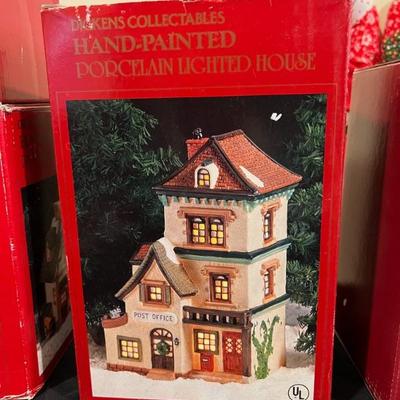 DICKENS COLLECTABLES
HAND-PAINTED
PORCELAIN LIGHTED HOUSE
POST OFFICE
UL